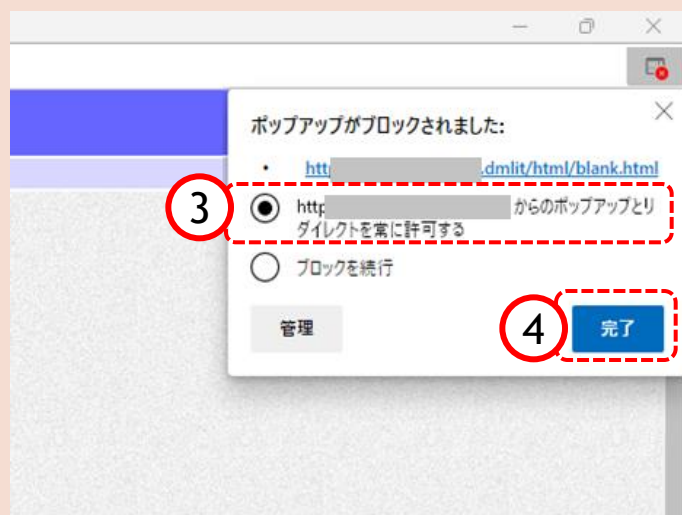 ポップアップがブロックされました:
・ htt .dmlit/html/blank.html
3
http からのポップアップとリ
ダイレクトを常に許可する
ブロックを続行
管理
4
完了